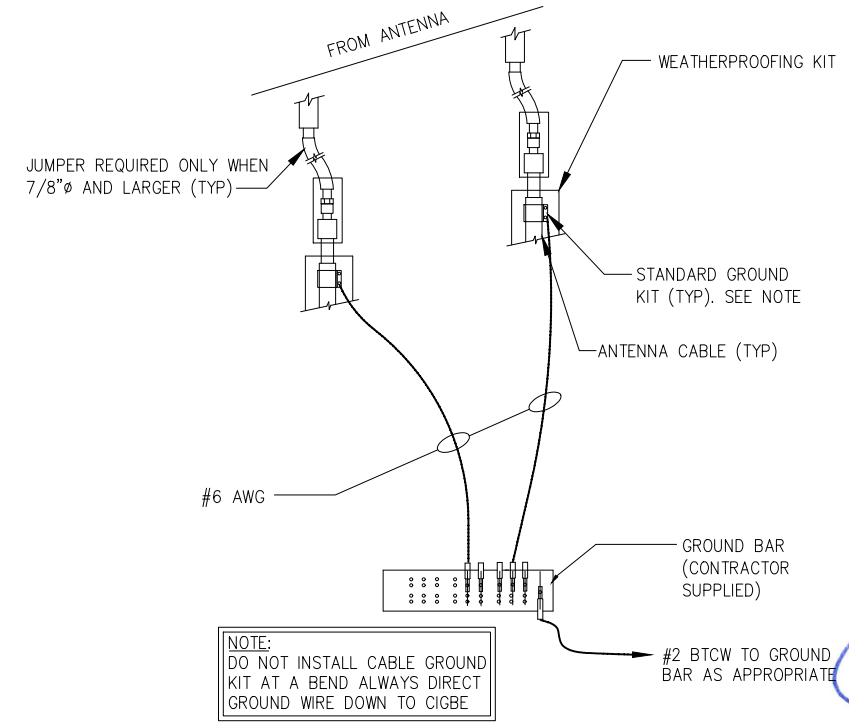 FROM ANTENNA
WEATHERPROOFING KIT
JUMPER REQUIRED ONLY WHEN
7/8"ø AND LARGER (TYP)
STANDARD GROUND
KIT (TYP). SEE NOTE
ANTENNA CABLE (TYP)
#6 AWG
GROUND BAR
(CONTRACTOR
SUPPLIED)
NOTE:
DO NOT INSTALL CABLE GROUND
KIT AT A BEND ALWAYS DIRECT
GROUND WIRE DOWN TO CIGBE
#2 BTCW TO GROUND
BAR AS APPROPRIATE